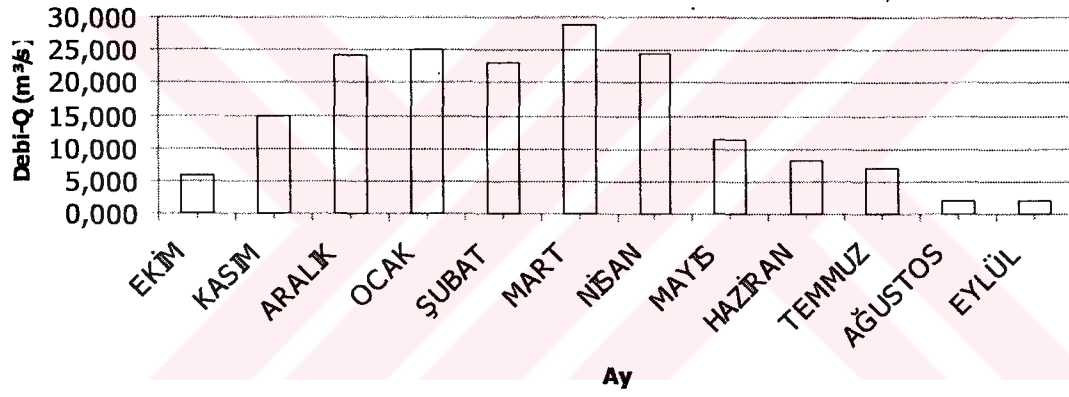 Debi-Q (m³/s)
30,000
25,000
20,000
15,000
10,000
5,000
0,000
EKİM
KASIM
ARALIK
OCAK
ŞUBAT
MART
NİSAN
MAYIS
HAZİRAN
TEMMUZ
AĞUSTOS
EYLÜL
Ay